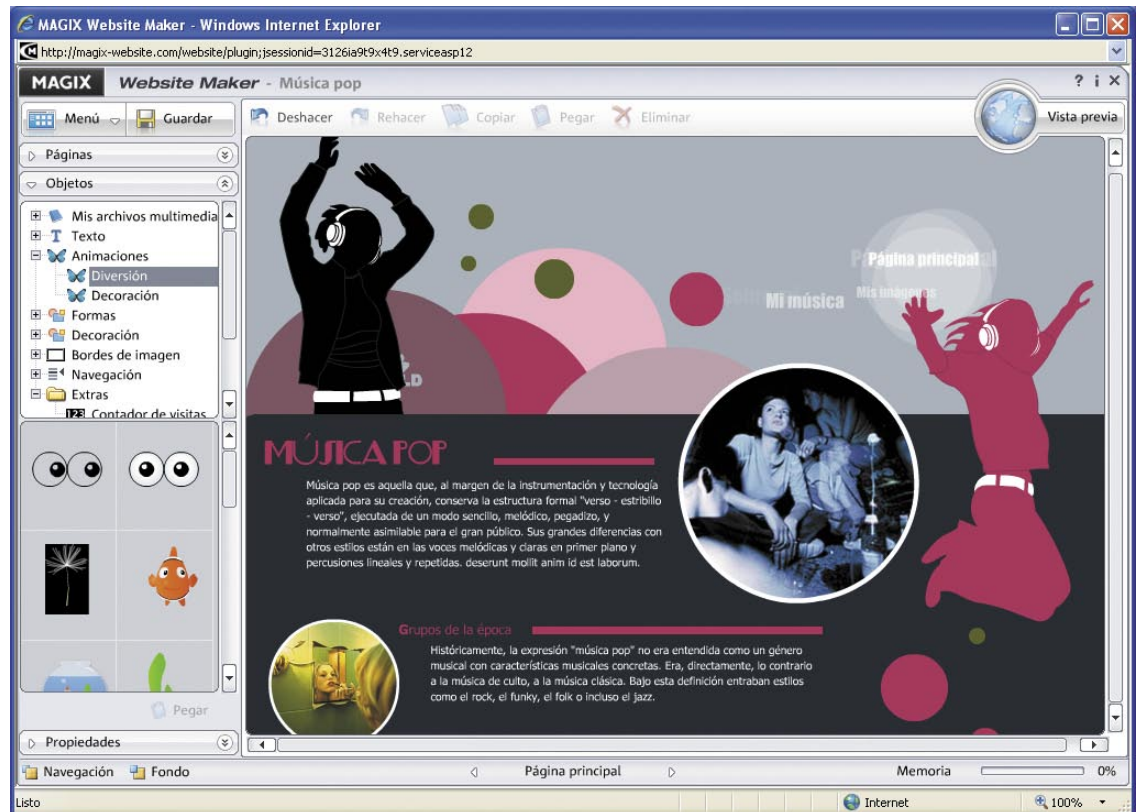 MAGIX Website Maker - Windows Internet Explorer
http://magix-website.com/website/plugin;jsessionid=3126ia9t9x4t9.serviceasp12
MAGIX Website Maker - Música pop ? i X
Menú Guardar Deshacer Rehacer Copiar Pegar Eliminar Vista previa
Páginas
Objetos
Mis archivos multimedia
T Texto
Animaciones
Diversión
Decoración
Formas
Decoración
Bordes de imagen
Navegación
Extras
123 Contador de visitas
Pegar
Propiedades
Página principal
Mi música Mis imágenes
MÚSICA POP
Música pop es aquella que, al margen de la instrumentación y tecnología
aplicada para su creación, conserva la estructura formal "verso - estribillo
- verso", ejecutada de un modo sencillo, melódico, pegadizo, y
normalmente asimilable para el gran público. Sus grandes diferencias con
otros estilos están en las voces melódicas y claras en primer plano y
percusiones lineales y repetidas. deserunt mollit anim id est laborum.
Grupos de la época
Históricamente, la expresión "música pop" no era entendida como un género
musical con características musicales concretas. Era, directamente, lo contrario
a la música de culto, a la música clásica. Bajo esta definición entraban estilos
como el rock, el funky, el folk o incluso el jazz.
Navegación Fondo Página principal Memoria 0%
Listo Internet 100%